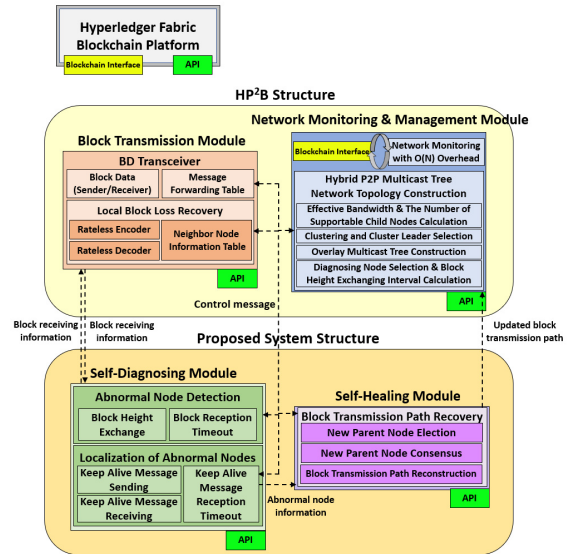 Hyperledger Fabric
Blockchain Platform
Blockchain Interface
API
HP²B Structure
Block Transmission Module
BD Transceiver
Block Data
(Sender/Receiver)
Message
Forwarding Table
Local Block Loss Recovery
Rateless Encoder
Rateless Decoder
Neighbor Node
Information Table
API
Network Monitoring & Management Module
Blockchain Interface
Network Monitoring
with O(N) Overhead
Hybrid P2P Multicast Tree
Network Topology Construction
Effective Bandwidth & The Number of
Supportable Child Nodes Calculation
Clustering and Cluster Leader Selection
Overlay Multicast Tree Construction
Diagnosing Node Selection & Block
Height Exchanging Interval Calculation
API
Control message
Block receiving
information
Block receiving
information
Updated block
transmission path
Proposed System Structure
Self-Diagnosing Module
Abnormal Node Detection
Block Height
Exchange
Block Reception
Timeout
Localization of Abnormal Nodes
Keep Alive Message
Sending
Keep Alive Message
Receiving
Keep Alive
Message
Reception
Timeout
API
Self-Healing Module
Block Transmission Path Recovery
New Parent Node Election
New Parent Node Consensus
Block Transmission Path Reconstruction
API
Abnormal node
information